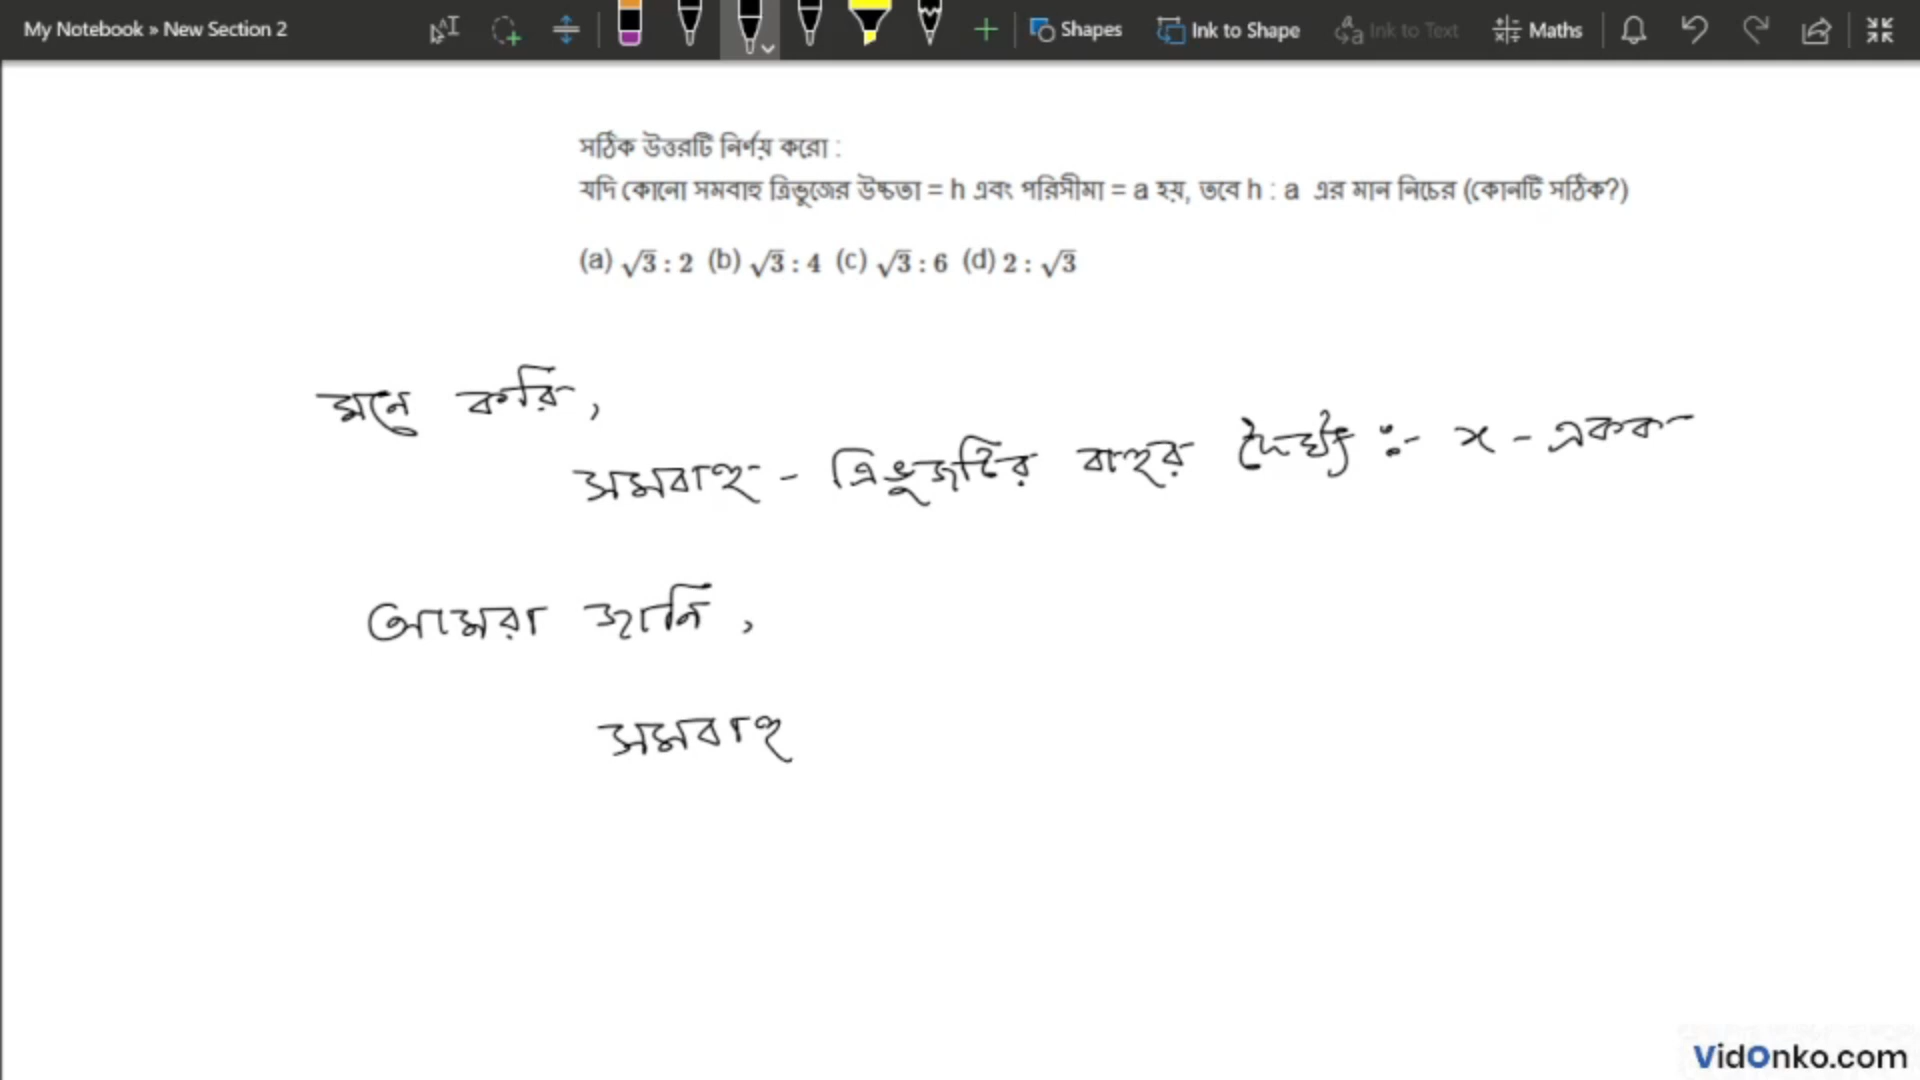 My Notebook » New Section 2 Shapes Ink to Shape Ink to Text Maths
সঠিক উত্তরটি নির্ণয় করো :
যদি কোনো সমবাহু ত্রিভুজের উচ্চতা = h এবং পরিসীমা = a হয়, তবে h : a এর মান নিচের (কোনটি সঠিক?)
(a) √3 : 2 (b) √3 : 4 (c) √3 : 6 (d) 2 : √3
মনে করি,
সমবাহু - ত্রিভুজটির বাহুর দৈর্ঘ্য :- x - একক
আমরা জানি,
সমবাহু
VidOnko.com